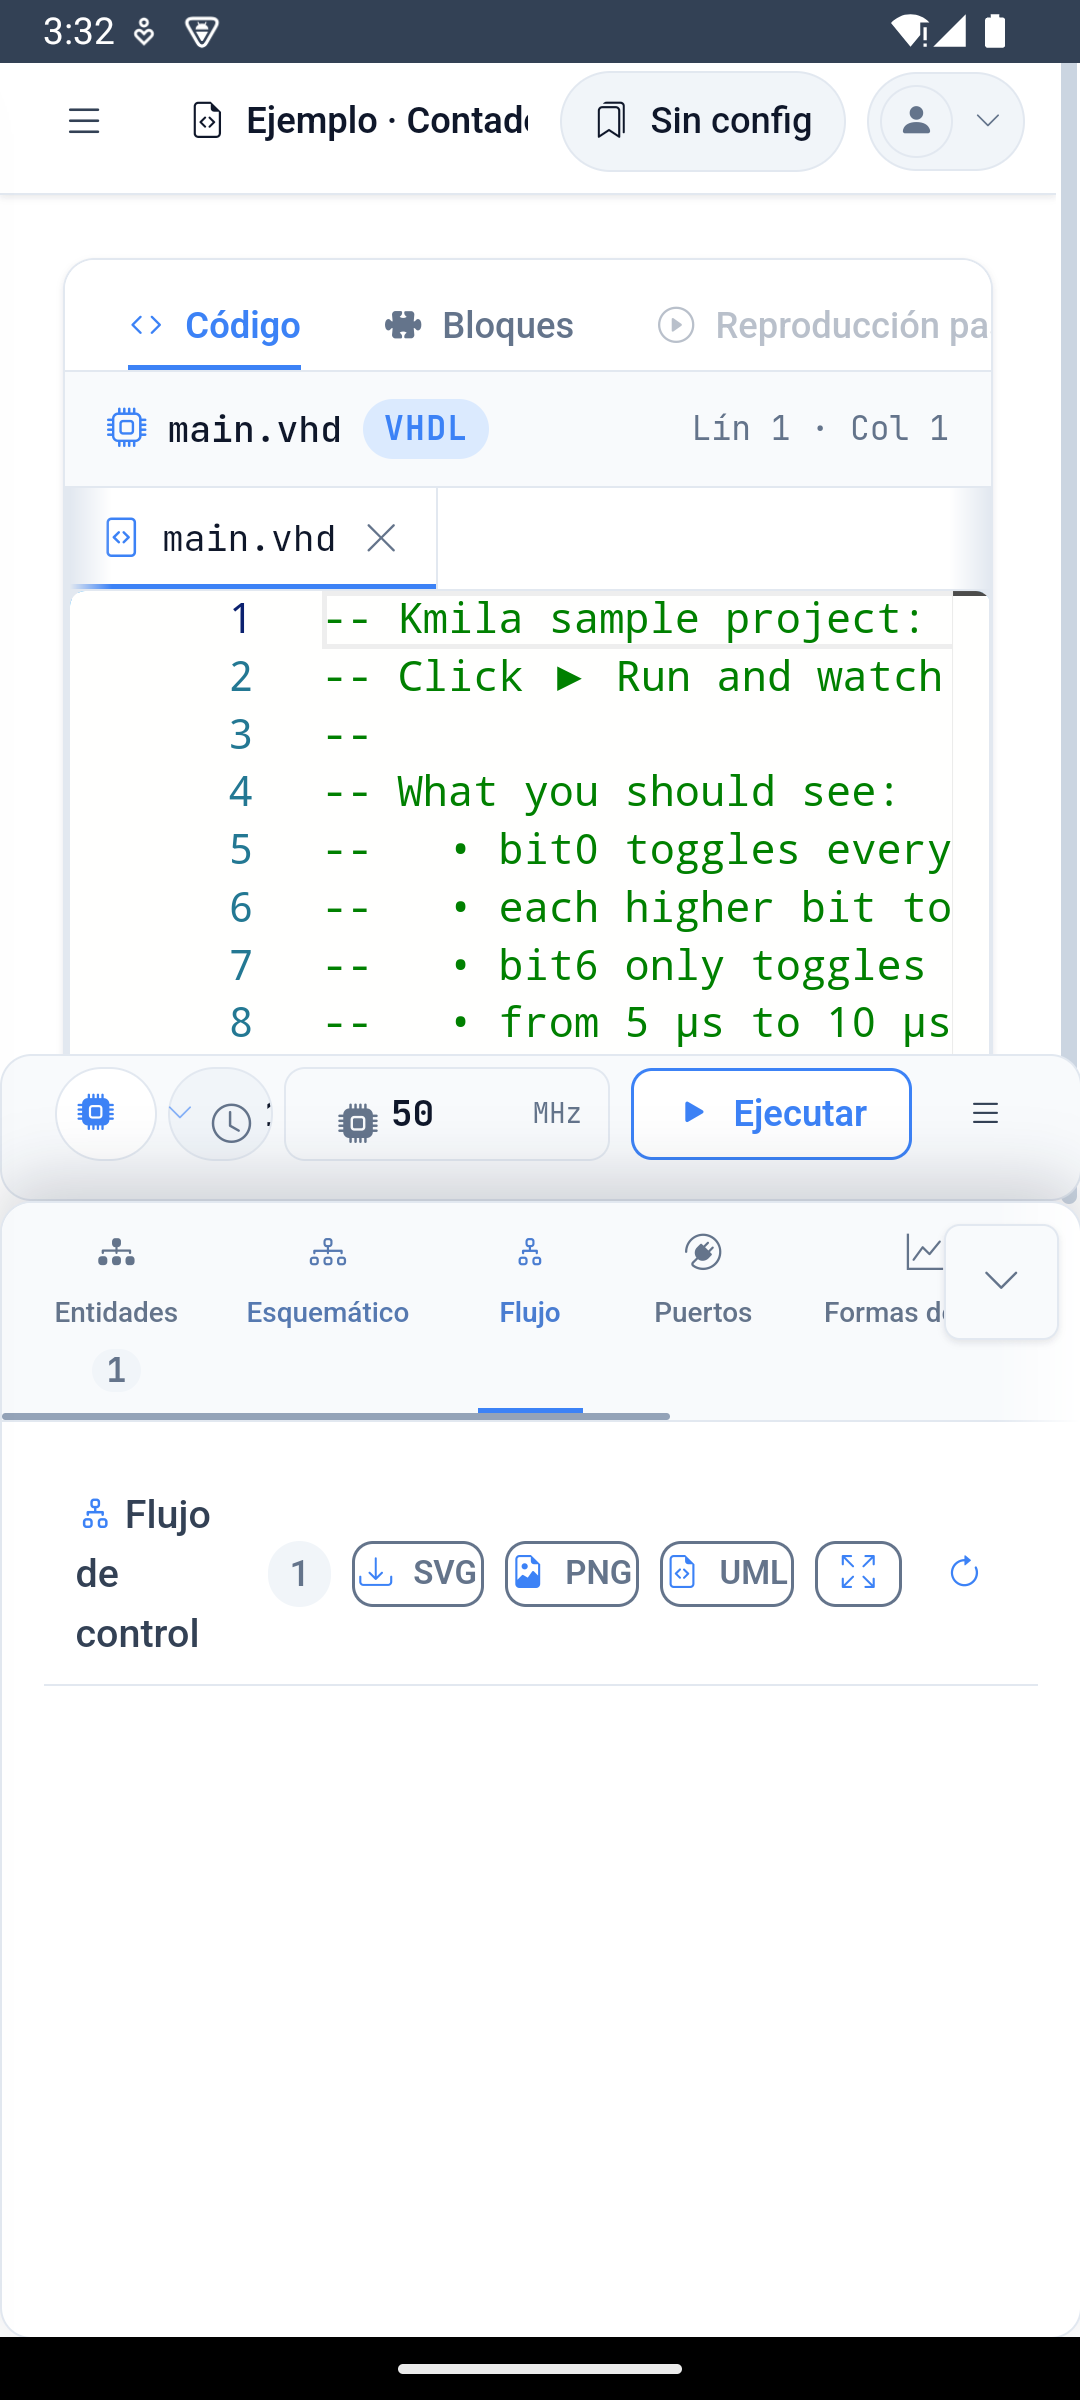 3:32
Ejemplo · Contad
Sin config
Código
Bloques
Reproducción pa
main.vhd
VHDL
Lín 1 · Col 1
main.vhd
1 -- Kmila sample project:
2 -- Click ▶ Run and watch
3 --
4 -- What you should see:
5 --   • bit0 toggles every
6 --   • each higher bit to
7 --   • bit6 only toggles
8 --   • from 5 µs to 10 µs
50 MHz
Ejecutar
Entidades
1
Esquemático
Flujo
Puertos
Formas d
Flujo
de
control
1
SVG
PNG
UML